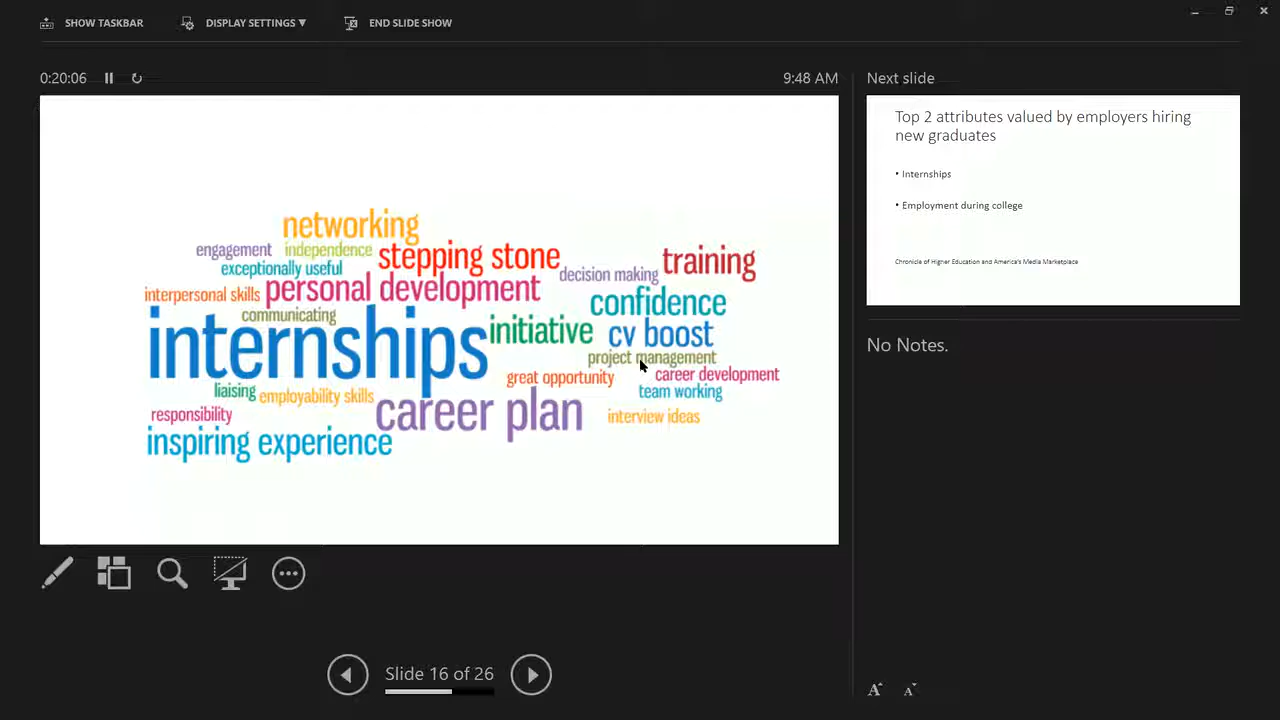 SHOW TASKBAR
DISPLAY SETTINGS ▼
END SLIDE SHOW
0:20:06
9:48 AM
networking
engagement
independence
stepping stone
exceptionally useful
decision making
training
interpersonal skills
personal development
confidence
communicating
internships
initiative
cv boost
project management
great opportunity
career development
liaising
employability skills
team working
responsibility
career plan
interview ideas
inspiring experience
Slide 16 of 26
Next slide
Top 2 attributes valued by employers hiring
new graduates
• Internships
• Employment during college
Chronicle of Higher Education and America's Media Marketplace
No Notes.
A
A